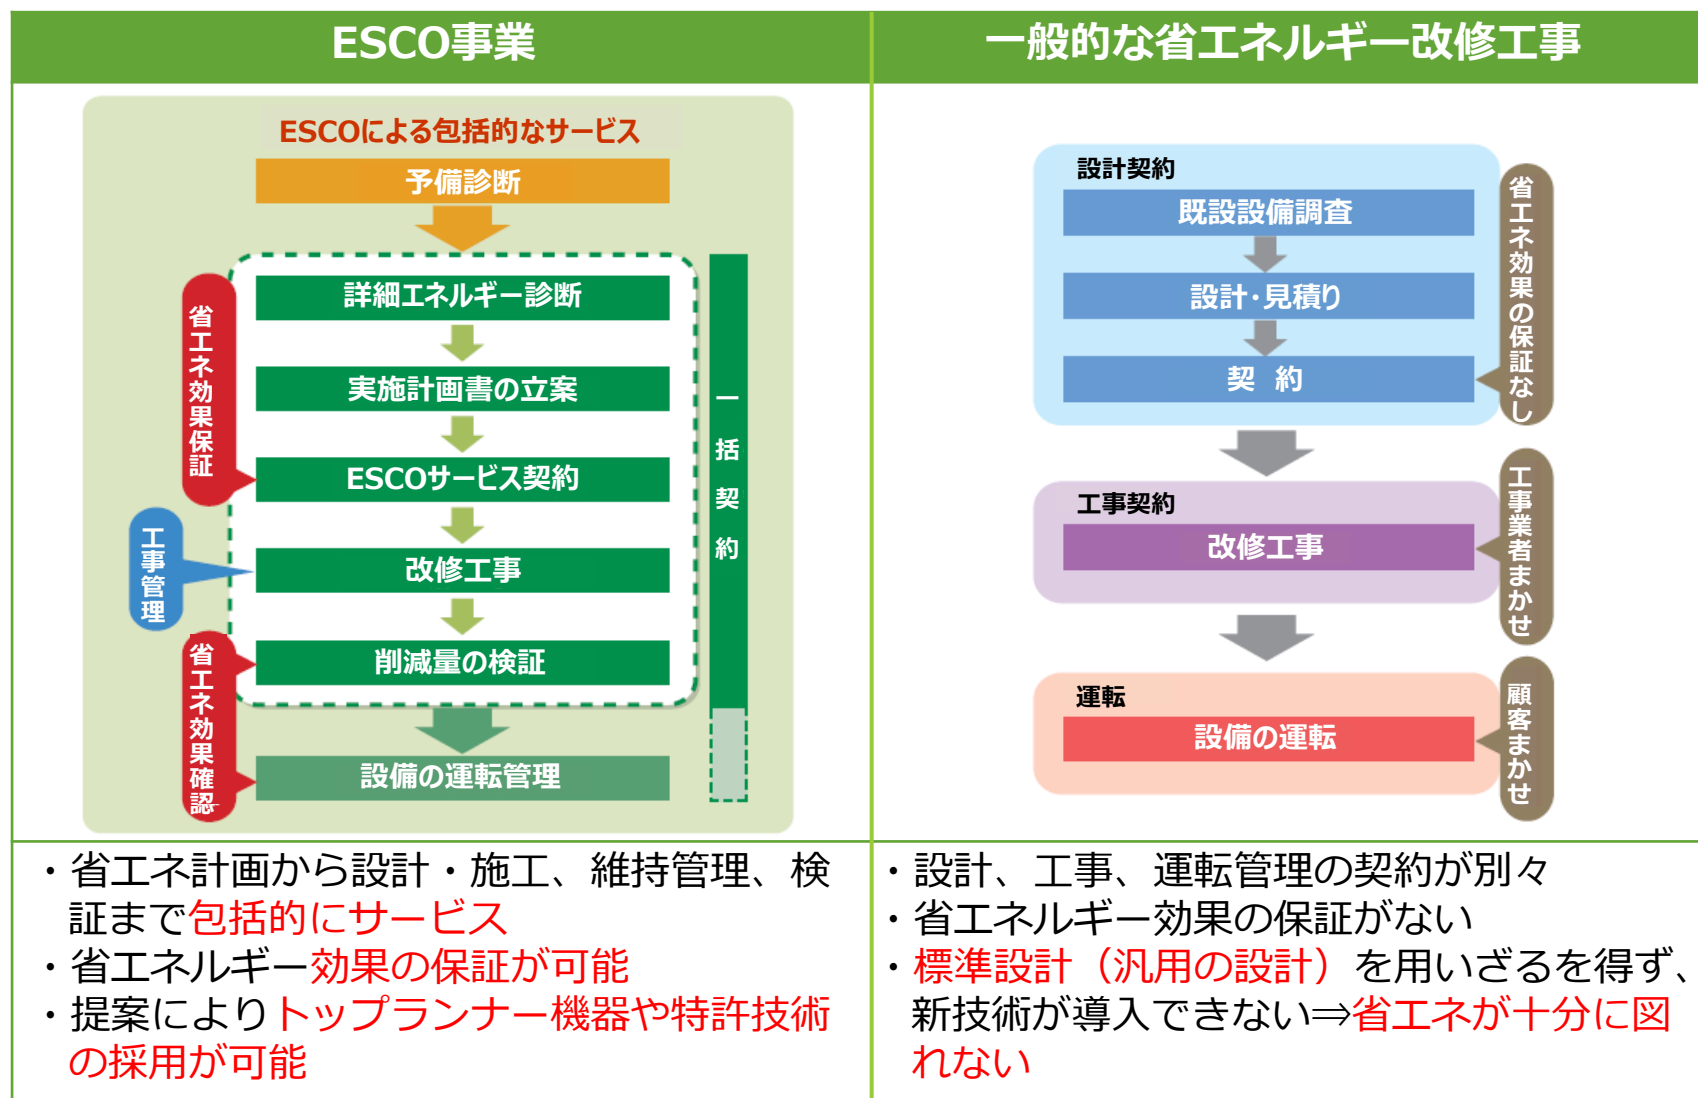 ESCO事業
ESCOによる包括的なサービス
予備診断
詳細エネルギー診断
実施計画書の立案
ESCOサービス契約
改修工事
削減量の検証
設備の運転管理
省エネ効果保証
工事管理
省エネ効果確認
一括契約
・省エネ計画から設計・施工、維持管理、検
証まで包括的にサービス
・省エネルギー効果の保証が可能
・提案によりトップランナー機器や特許技術
の採用が可能
一般的な省エネルギー改修工事
設計契約
既設設備調査
設計・見積り
契 約
省エネ効果の保証なし
工事契約
改修工事
工事業者まかせ
運転
設備の運転
顧客まかせ
・設計、工事、運転管理の契約が別々
・省エネルギー効果の保証がない
・標準設計（汎用の設計）を用いざるを得ず、
新技術が導入できない⇒省エネが十分に図
れない